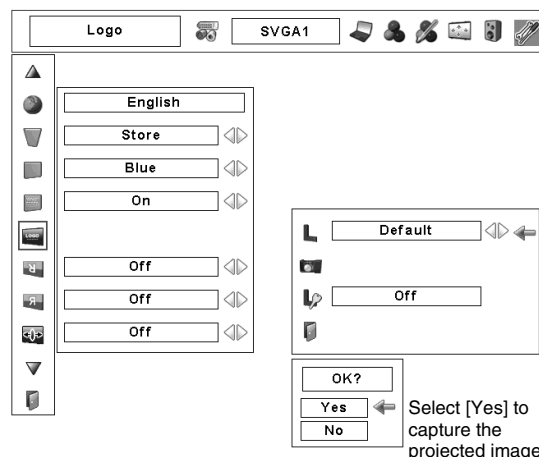 Logo
SVGA1
English
Store
Blue
On
LOGO
Off
Off
Off
Default
Off
OK?
Yes
No
Select [Yes] to
capture the
projected image